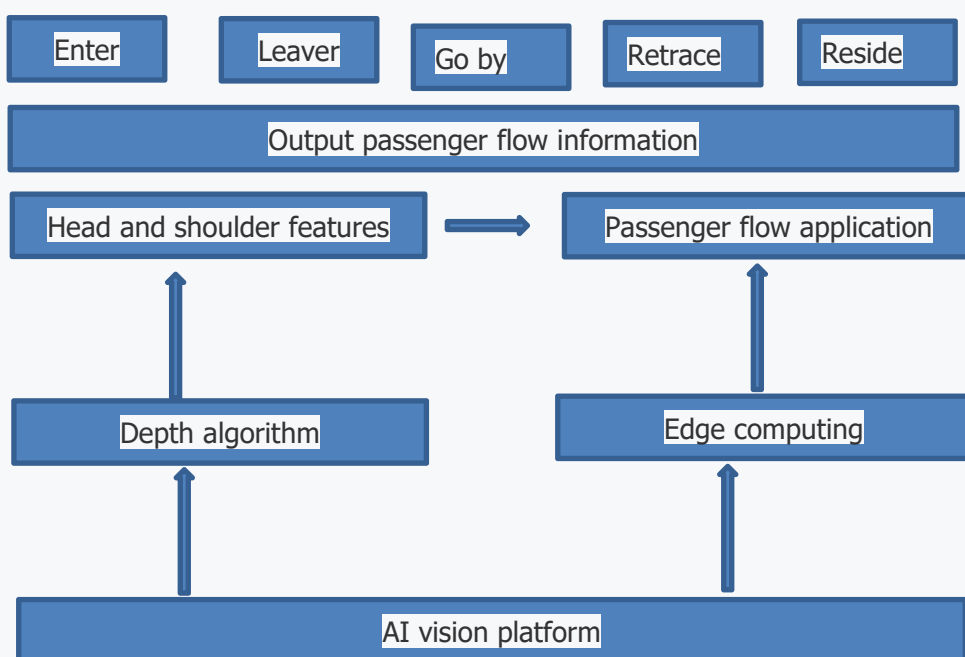 Enter
Leaver
Go by
Retrace
Reside
Output passenger flow information
Head and shoulder features
Passenger flow application
Depth algorithm
Edge computing
AI vision platform